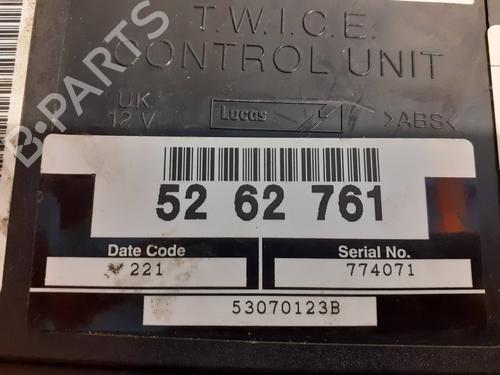 T.W.I.C.E.
CONTROL UNIT
UK
12 V
Lucas
>ABS<
B-PARTS
52 62 761
Date Code
Serial No.
221
774071
53070123B